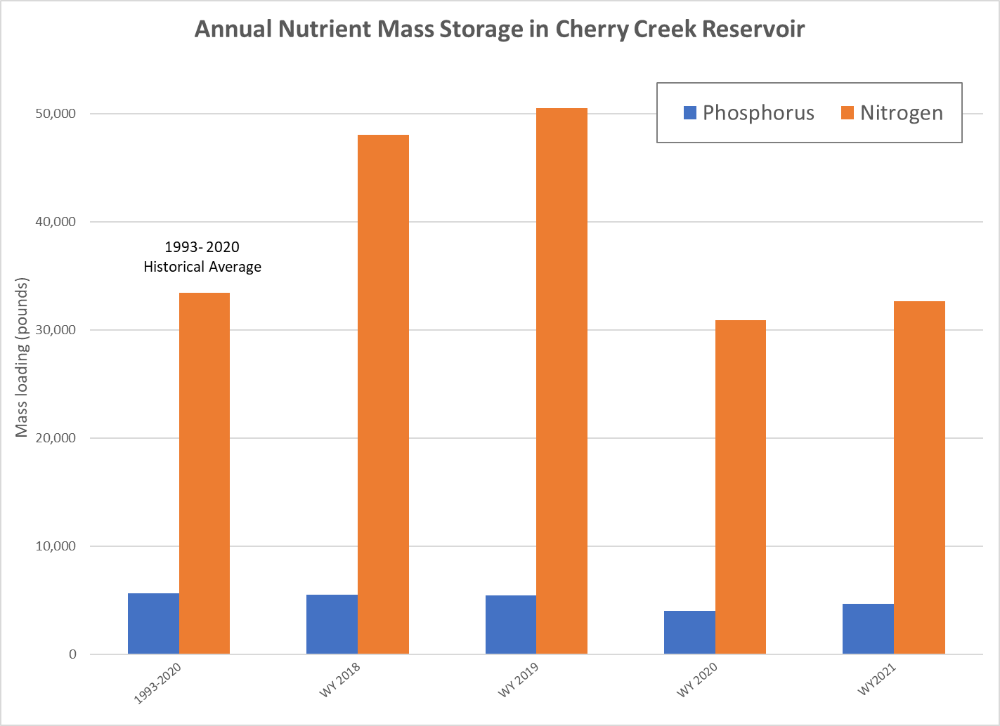 Annual Nutrient Mass Storage in Cherry Creek Reservoir
Phosphorus
Nitrogen
50,000
40,000
30,000
20,000
10,000
0
Mass loading (pounds)
1993- 2020
Historical Average
1993-2020
WY 2018
WY 2019
WY 2020
WY2021